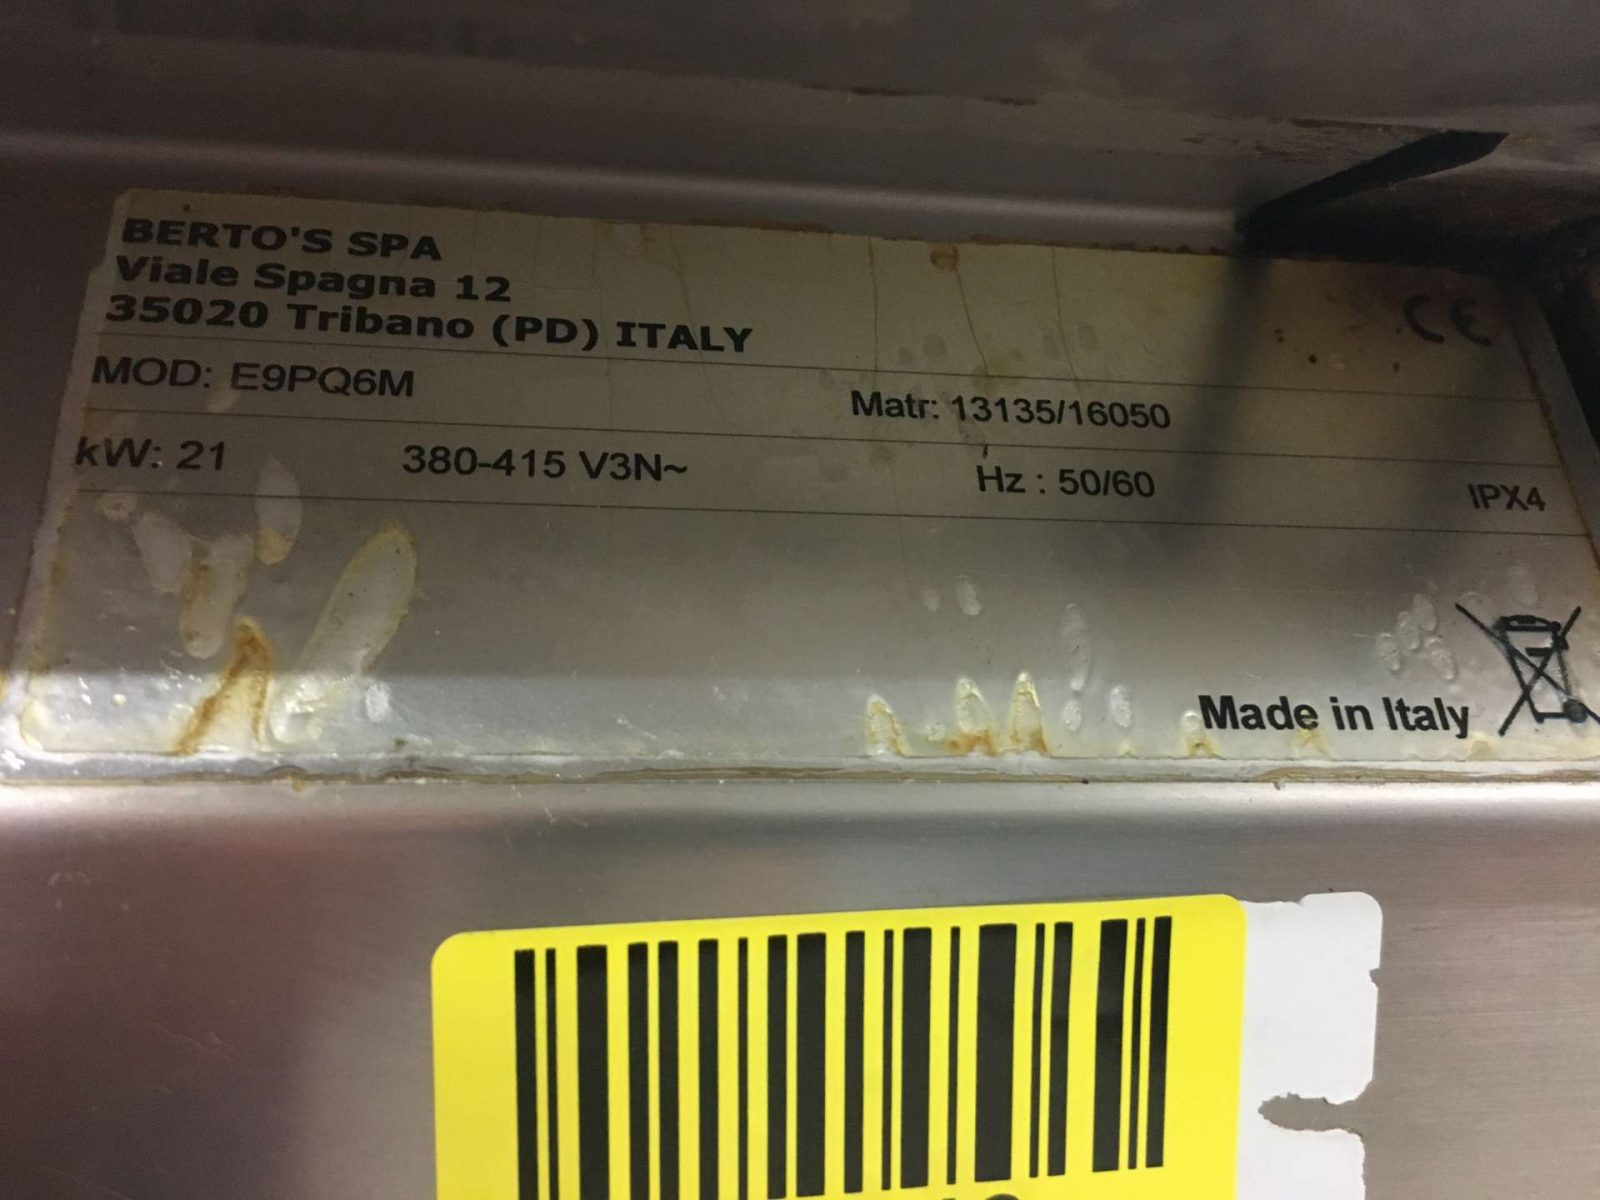 BERTO'S SPA
Viale Spagna 12
35020 Tribano (PD) ITALY
CE
MOD: E9PQ6M Matr: 13135/16050
kW: 21 380-415 V3N~ Hz : 50/60 IPX4
Made in Italy